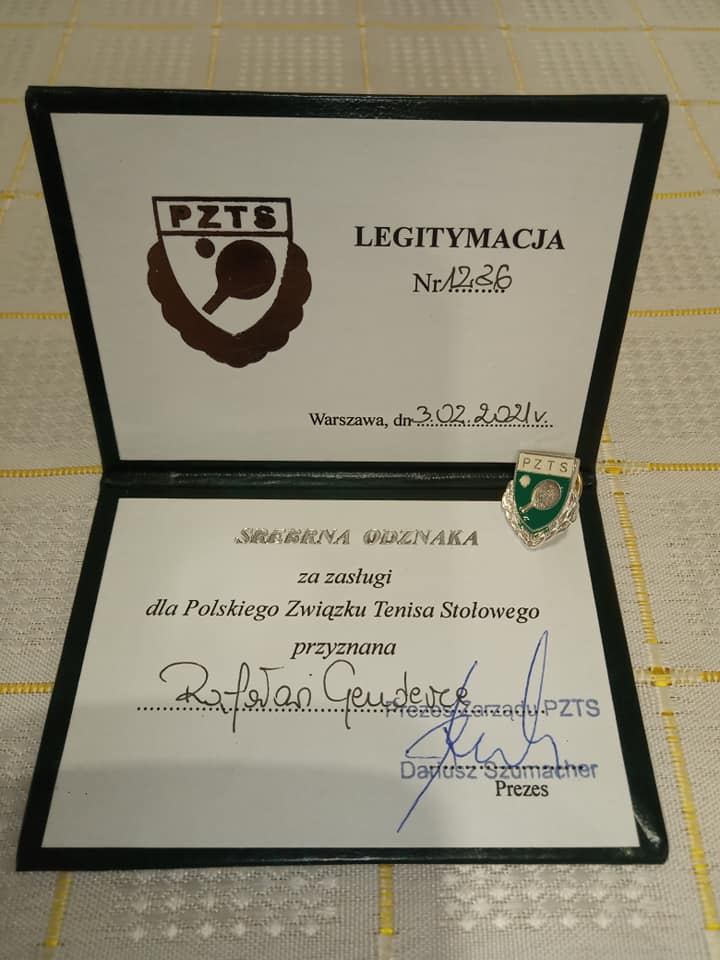 PZTS
LEGITYMACJA
Nr 1236
Warszawa, dn 3.02.2021 r.
PZTS
SREBRNA ODZNAKA
za zasługi
dla Polskiego Związku Tenisa Stołowego
przyznana
Prezes Zarządu PZTS
Dariusz Szumacher
Prezes